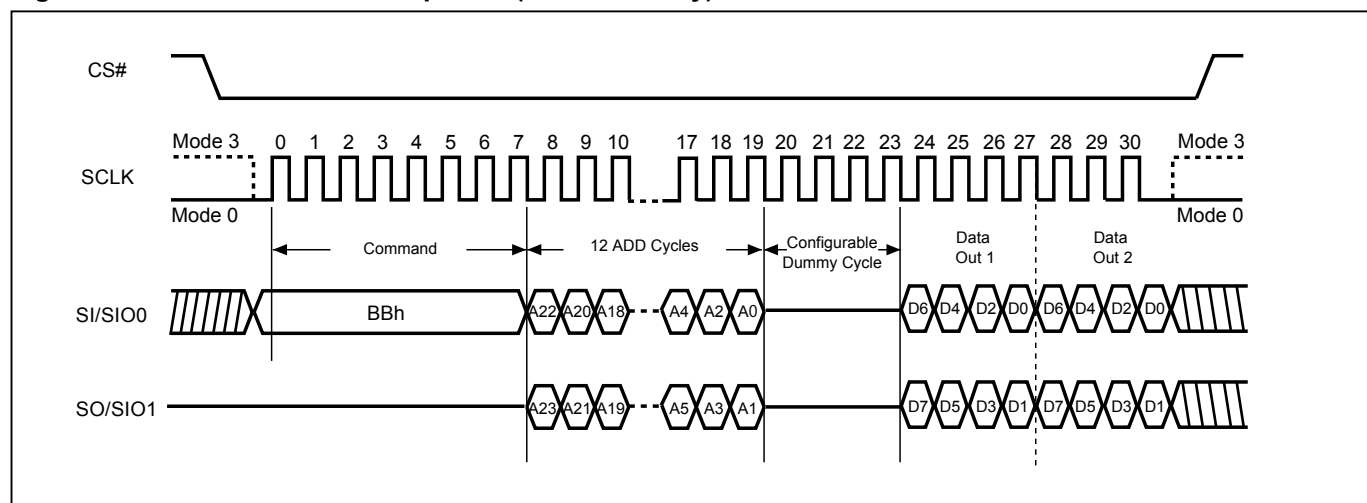 CS#
Mode 3 0 1 2 3 4 5 6 7 8 9 10 17 18 19 20 21 22 23 24 25 26 27 28 29 30 Mode 3
SCLK
Mode 0 Mode 0
Command 12 ADD Cycles Configurable Dummy Cycle Data Out 1 Data Out 2
SI/SIO0 BBh A22 A20 A18 A4 A2 A0 D6 D4 D2 D0 D6 D4 D2 D0
SO/SIO1 A23 A21 A19 A5 A3 A1 D7 D5 D3 D1 D7 D5 D3 D1